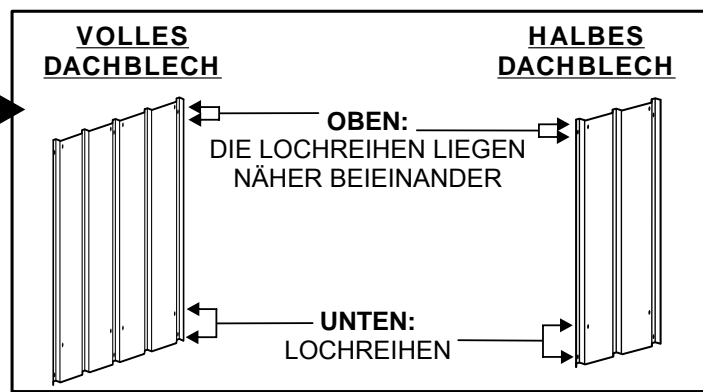 VOLLES
DACHBLECH
HALBES
DACHBLECH
OBEN:
DIE LOCHREIHEN LIEGEN
NÄHER BEIEINANDER
UNTEN:
LOCHREIHEN